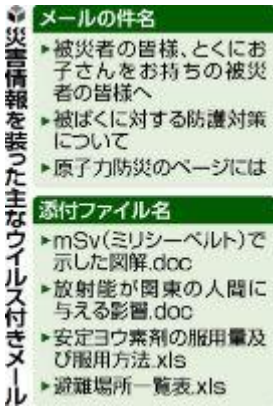 災害情報を装った主なウイルス付きメール
メールの件名
▸被災者の皆様、とくにお
子さんをお持ちの被災
者の皆様へ
▸被ばくに対する防護対策
について
▸原子力防災のページには
添付ファイル名
▸mSv(ミリシーベルト)で
示した図解.doc
▸放射能が関東の人間に
与える影響.doc
▸安定ヨウ素剤の服用量及
び服用方法.xls
▸避難場所一覧表.xls